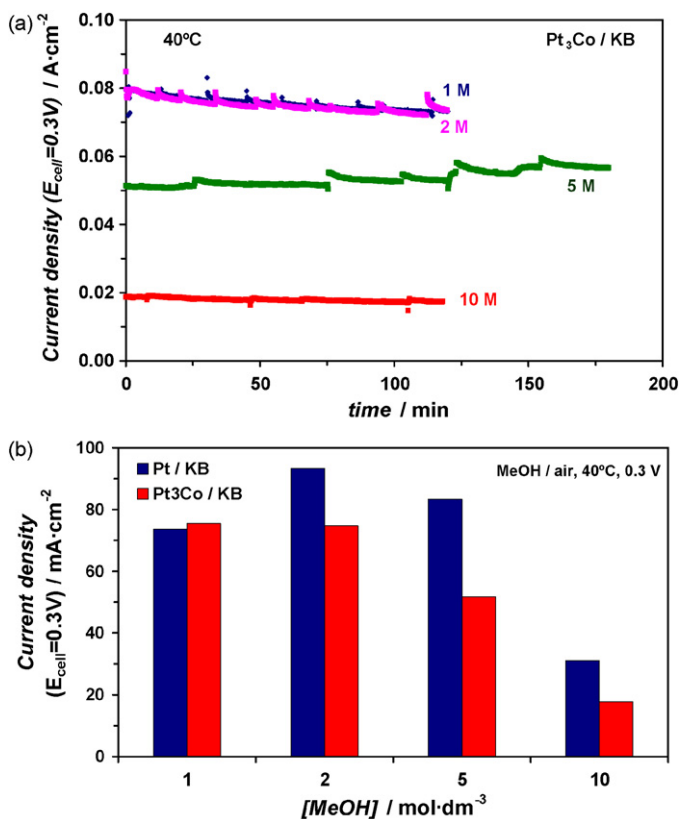 (a)
40ºC
Pt₃Co / KB
Current density (E_cell=0.3V) / A·cm⁻²
0.10
0.08
0.06
0.04
0.02
0.00
1 M
2 M
5 M
10 M
0
50
100
150
200
time / min
(b)
Pt / KB
Pt3Co / KB
MeOH / air, 40ºC, 0.3 V
Current density
(E_cell=0.3V) / mA·cm⁻²
100
80
60
40
20
0
1
2
5
10
[MeOH] / mol·dm⁻³